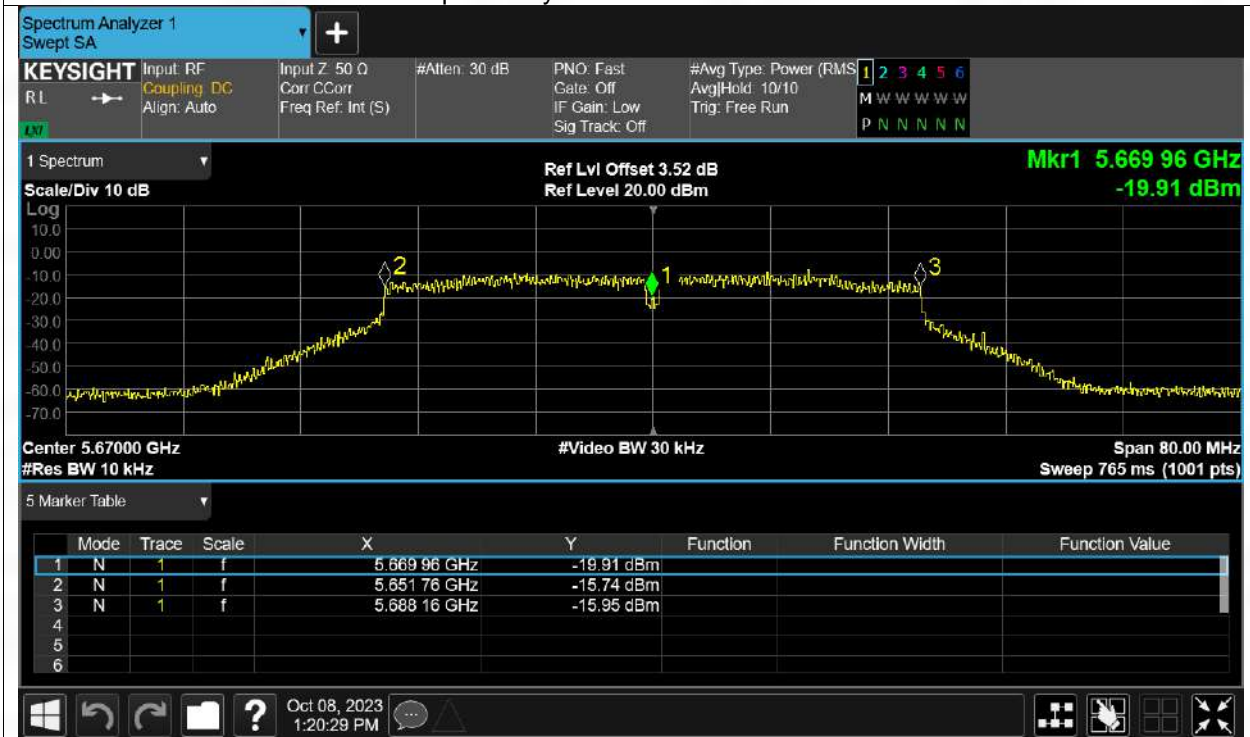 Spectrum Analyzer 1
Swept SA
+
KEYSIGHT
RL
LXI
Input: RF
Coupling: DC
Align: Auto
Input Z: 50 Ω
Corr CCorr
Freq Ref: Int (S)
#Atten: 30 dB
PNO: Fast
Gate: Off
IF Gain: Low
Sig Track: Off
#Avg Type: Power (RMS
Avg|Hold: 10/10
Trig: Free Run
1 2 3 4 5 6
M W W W W W
P N N N N N
1 Spectrum
Scale/Div 10 dB
Ref Lvl Offset 3.52 dB
Ref Level 20.00 dBm
Mkr1 5.669 96 GHz
-19.91 dBm
Log
10.0
0.00
-10.0
-20.0
-30.0
-40.0
-50.0
-60.0
-70.0
2
1
3
Center 5.67000 GHz
#Res BW 10 kHz
#Video BW 30 kHz
Span 80.00 MHz
Sweep 765 ms (1001 pts)
5 Marker Table
Mode Trace Scale X Y Function Function Width Function Value
1 N 1 f 5.669 96 GHz -19.91 dBm
2 N 1 f 5.651 76 GHz -15.74 dBm
3 N 1 f 5.688 16 GHz -15.95 dBm
4
5
6
?
Oct 08, 2023
1:20:29 PM